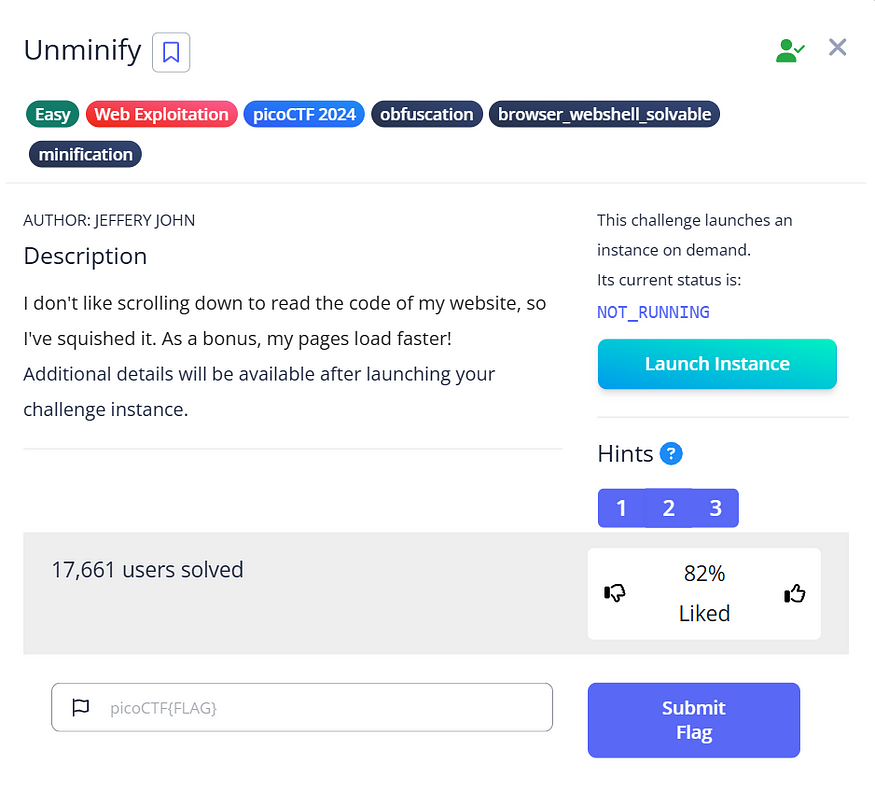 Unminify
Easy Web Exploitation picoCTF 2024 obfuscation browser_webshell_solvable
minification
AUTHOR: JEFFERY JOHN
Description
I don't like scrolling down to read the code of my website, so
I've squished it. As a bonus, my pages load faster!
Additional details will be available after launching your
challenge instance.
This challenge launches an
instance on demand.
Its current status is:
NOT_RUNNING
Launch Instance
Hints ?
1 2 3
17,661 users solved
82%
Liked
picoCTF{FLAG}
Submit
Flag